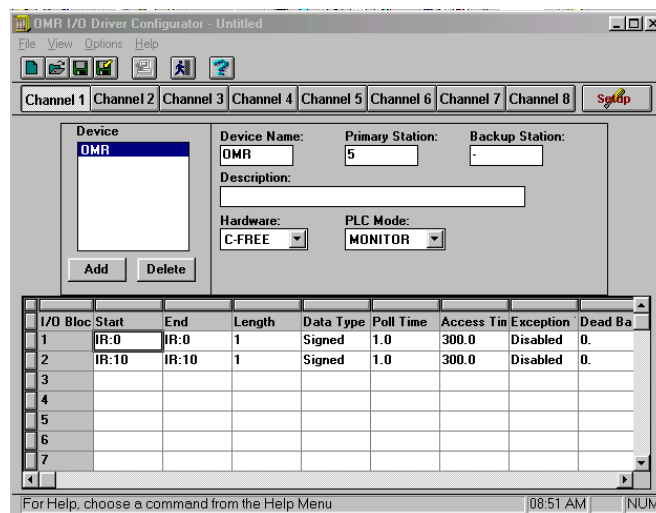 OMR I/O Driver Configurator - Untitled
File View Options Help
Channel 1 Channel 2 Channel 3 Channel 4 Channel 5 Channel 6 Channel 7 Channel 8 Setup
Device
OMR
Add Delete
Device Name: Primary Station: Backup Station:
OMR 5 -
Description:
Hardware: PLC Mode:
C-FREE MONITOR
I/O Bloc Start End Length Data Type Poll Time Access Tim Exception Dead Ba
1 IR:0 IR:0 1 Signed 1.0 300.0 Disabled 0.
2 IR:10 IR:10 1 Signed 1.0 300.0 Disabled 0.
3
4
5
6
7
For Help, choose a command from the Help Menu 08:51 AM NUM